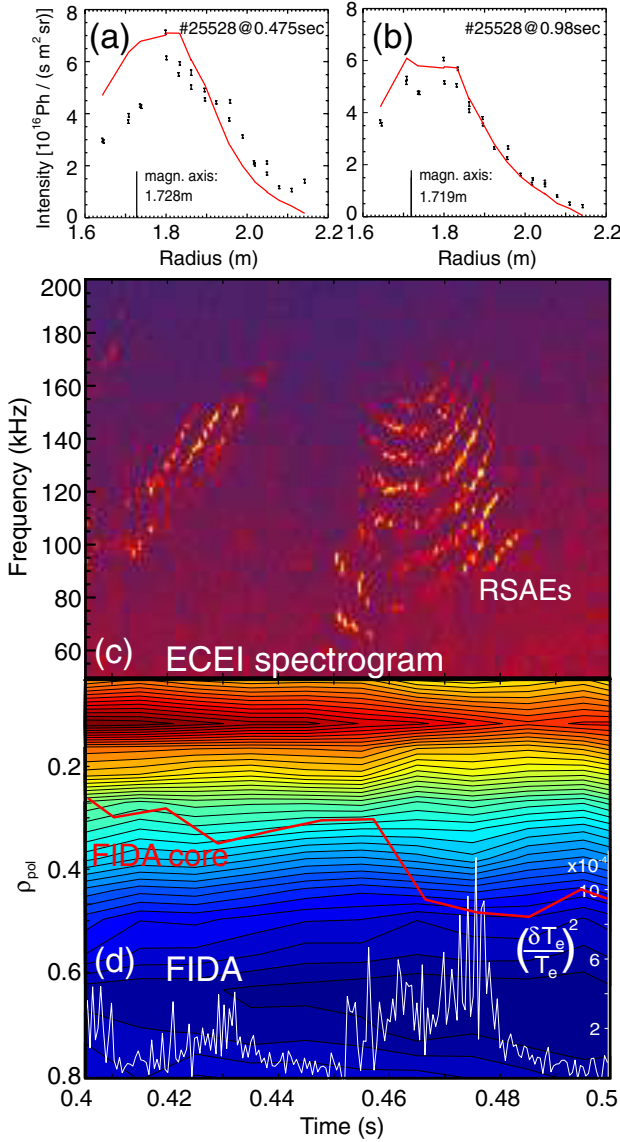 (a) #25528@0.475sec
(b) #25528@0.98sec
Intensity [10^16 Ph / (s m^2 sr)]
8
6
4
2
0
magn. axis:
1.728m
1.6 1.8 2.0 2.2
Radius (m)
8
6
4
2
0
magn. axis:
1.719m
1.6 1.8 2.0 2.2
Radius (m)
Frequency (kHz)
200
180
160
140
120
100
80
60
RSAEs
(c) ECEI spectrogram
ρpol
0.2
0.4
0.6
0.8
FIDA core
x10^-4
10
8
6
2
(δTe/Te)^2
(d) FIDA
0.4 0.42 0.44 0.46 0.48 0.5
Time (s)